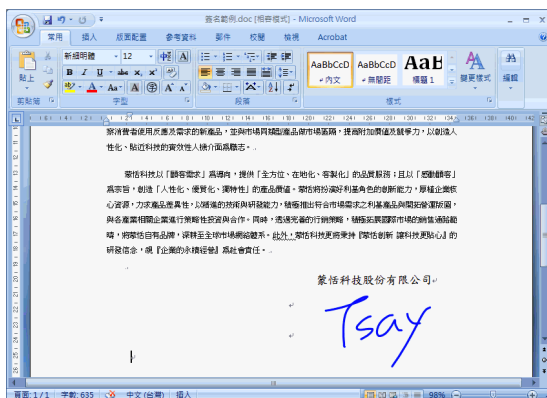 簽名範例.doc [相容模式] - Microsoft Word
常用 插入 版面配置 參考資料 郵件 校閱 檢視 Acrobat
新細明體 12
貼上
B I U abc
AaBbCcD AaBbCcD AaB
內文 無間距 標題 1 變更樣式 編輯
剪貼簿 字型 段落 樣式
察消費者使用反應及需求的新產品，並與市場同類型產品做市場區隔，提高附加價值及競爭力，以創造人
性化、貼近科技的實效性人機介面為職志。
蒙恬科技以「顧客需求」為導向，提供「全方位、在地化、客製化」的品質服務；且以「感動顧客」
為宗旨，創造「人性化、優質化、獨特性」的產品價值。蒙恬將扮演好利基角色的創新能力，厚植企業核
心資源，力求產品差異性，以精進的技術與研發能力，積極推出符合市場需求之利基產品與開拓營運版圖，
與各產業相關企業進行策略性投資與合作。同時，透過完善的行銷策略，積極拓展國際市場的銷售通路範
疇，將蒙恬自有品牌，深耕至全球市場網絡體系。此外，蒙恬科技更將秉持『蒙恬創新 讓科技更貼心』的
研發信念，視『企業的永續經營』為社會責任。
蒙恬科技股份有限公司
Tsay
頁面: 1/1 字數: 635 中文 (台灣) 插入 98%